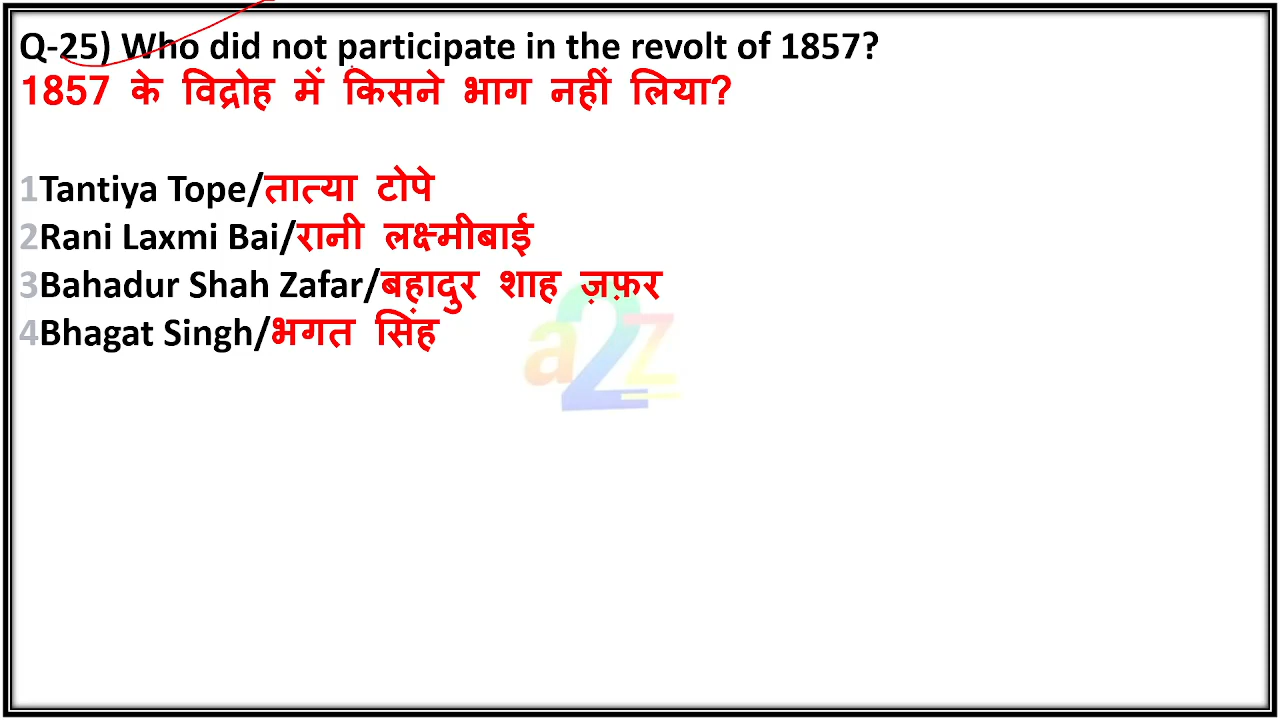 Q-25) Who did not participate in the revolt of 1857?
1857 के विद्रोह में किसने भाग नहीं लिया?
1Tantiya Tope/तात्या टोपे
2Rani Laxmi Bai/रानी लक्ष्मीबाई
3Bahadur Shah Zafar/बहादुर शाह ज़फ़र
4Bhagat Singh/भगत सिंह
a2z